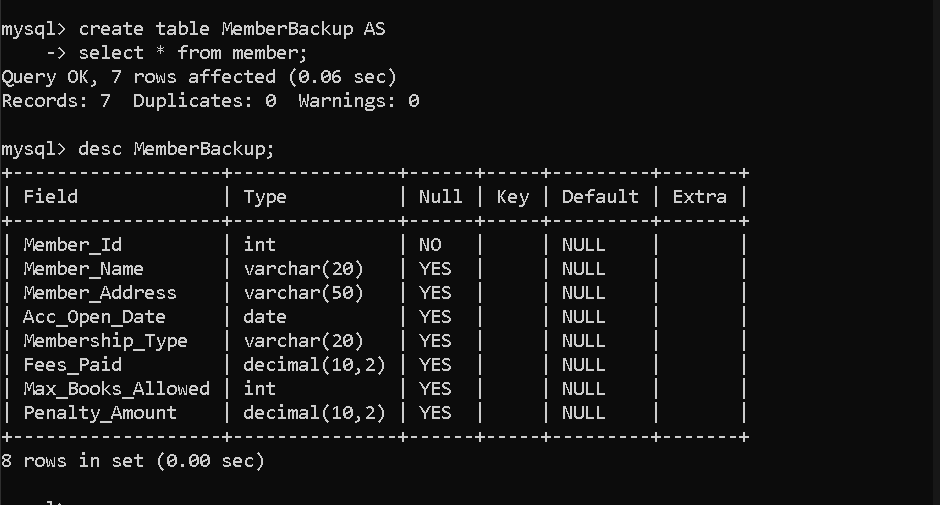 mysql> create table MemberBackup AS
    -> select * from member;
Query OK, 7 rows affected (0.06 sec)
Records: 7  Duplicates: 0  Warnings: 0

mysql> desc MemberBackup;
+-------------------+---------------+------+-----+---------+-------+
| Field             | Type          | Null | Key | Default | Extra |
+-------------------+---------------+------+-----+---------+-------+
| Member_Id         | int           | NO   |     | NULL    |       |
| Member_Name       | varchar(20)   | YES  |     | NULL    |       |
| Member_Address    | varchar(50)   | YES  |     | NULL    |       |
| Acc_Open_Date     | date          | YES  |     | NULL    |       |
| Membership_Type   | varchar(20)   | YES  |     | NULL    |       |
| Fees_Paid         | decimal(10,2) | YES  |     | NULL    |       |
| Max_Books_Allowed | int           | YES  |     | NULL    |       |
| Penalty_Amount    | decimal(10,2) | YES  |     | NULL    |       |
+-------------------+---------------+------+-----+---------+-------+
8 rows in set (0.00 sec)